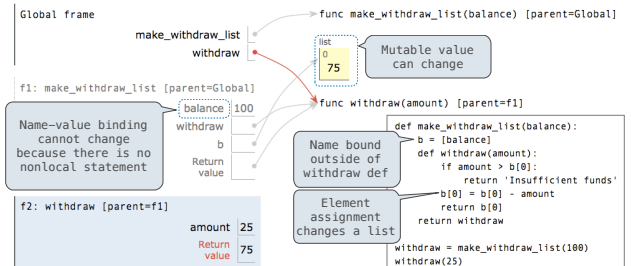 Global frame
make_withdraw_list
withdraw
func make_withdraw_list(balance) [parent=Global]
list
0
75
Mutable value
can change
f1: make_withdraw_list [parent=Global]
balance 100
withdraw
b
Return
value
func withdraw(amount) [parent=f1]
Name-value binding
cannot change
because there is no
nonlocal statement
Name bound
outside of
withdraw def
Element
assignment
changes a list
def make_withdraw_list(balance):
    b = [balance]
    def withdraw(amount):
        if amount > b[0]:
            return 'Insufficient funds'
        b[0] = b[0] - amount
        return b[0]
    return withdraw

withdraw = make_withdraw_list(100)
withdraw(25)
f2: withdraw [parent=f1]
amount 25
Return
value 75